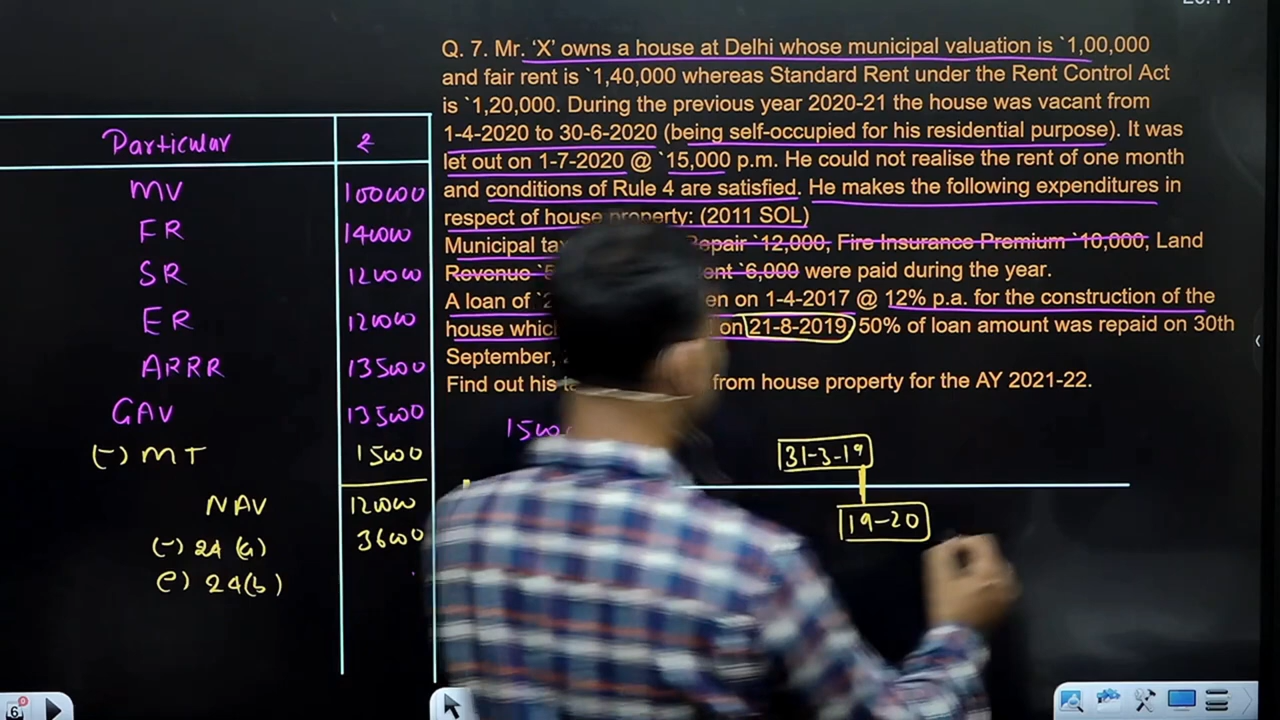 Q. 7. Mr. ‘X’ owns a house at Delhi whose municipal valuation is `1,00,000
and fair rent is `1,40,000 whereas Standard Rent under the Rent Control Act
is `1,20,000. During the previous year 2020-21 the house was vacant from
1-4-2020 to 30-6-2020 (being self-occupied for his residential purpose). It was
let out on 1-7-2020 @ `15,000 p.m. He could not realise the rent of one month
and conditions of Rule 4 are satisfied. He makes the following expenditures in
respect of house property: (2011 SOL)
Municipal Repair `12,000, Fire Insurance Premium `10,000, Land
Revenue `6,000 were paid during the year.
A loan of on 1-4-2017 @ 12% p.a. for the construction of the
house on 21-8-2019 50% of loan amount was repaid on 30th
September,
Find out his from house property for the AY 2021-22.
Particular ₹
MV 100000
FR 140000
SR 120000
ER 120000
ARRR 135000
GAV 135000
(-) MT 15000
NAV 120000
(-) 24 (a) 36000
(-) 24(b)
31-3-19
19-20